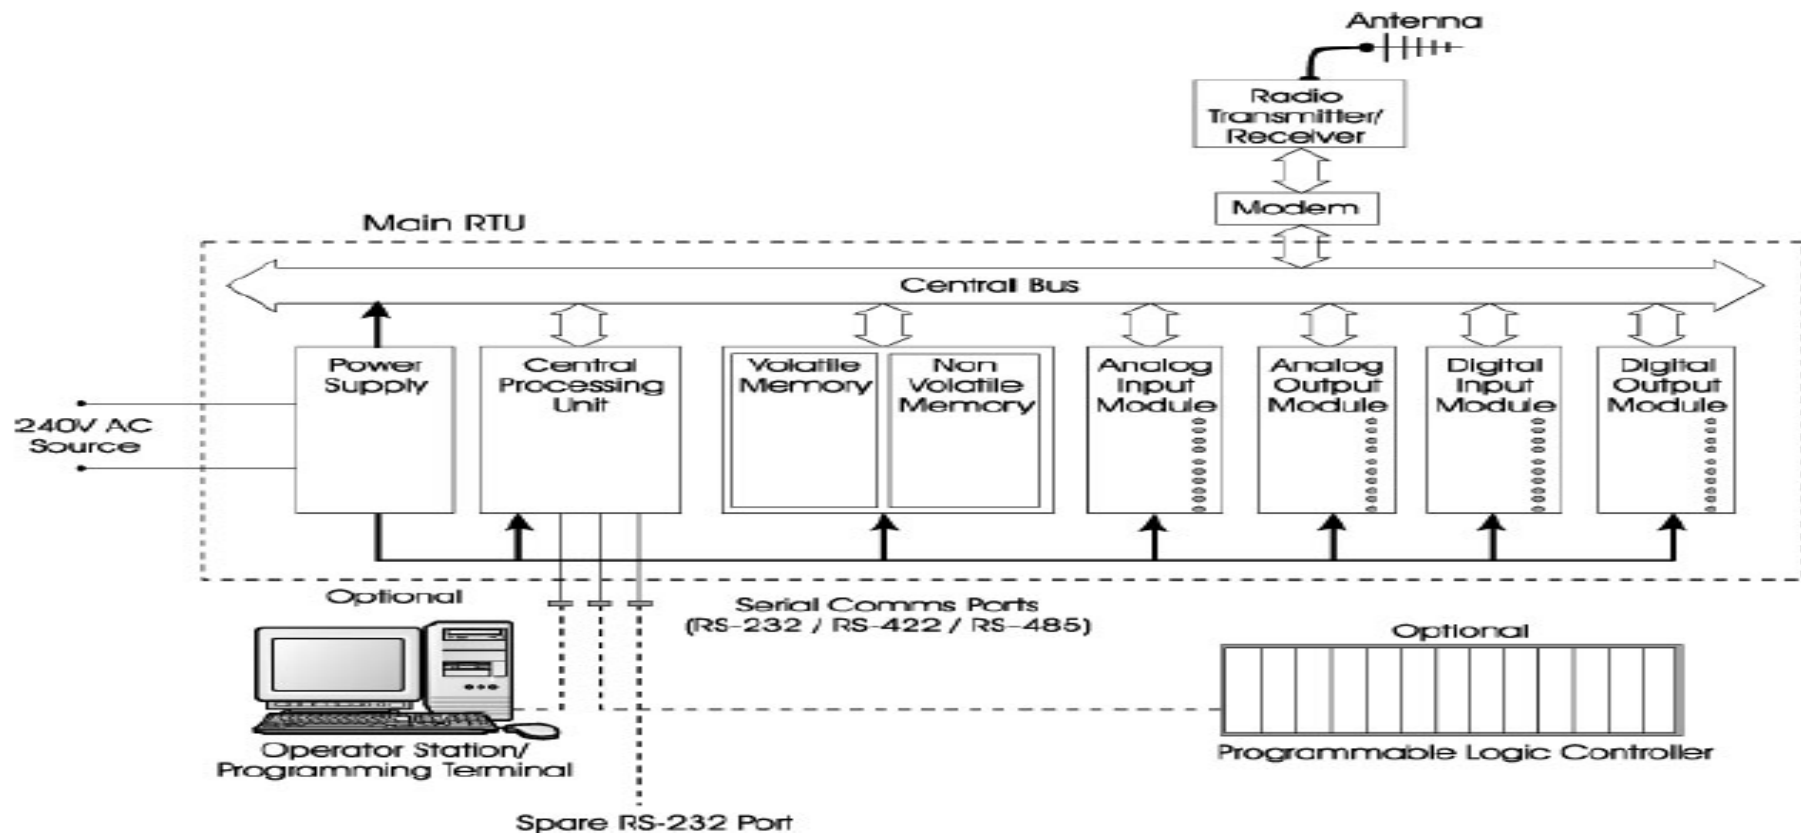 Antenna
Radio
Transmitter/
Receiver
Modem
Main RTU
Central Bus
Power
Supply
Central
Processing
Unit
Volatile
Memory
Non
Volatile
Memory
Analog
Input
Module
Analog
Output
Module
Digital
Input
Module
Digital
Output
Module
240V AC
Source
Optional
Serial Comms Ports
(RS-232 / RS-422 / RS-485)
Optional
Operator Station/
Programming Terminal
Programmable Logic Controller
Spare RS-232 Port